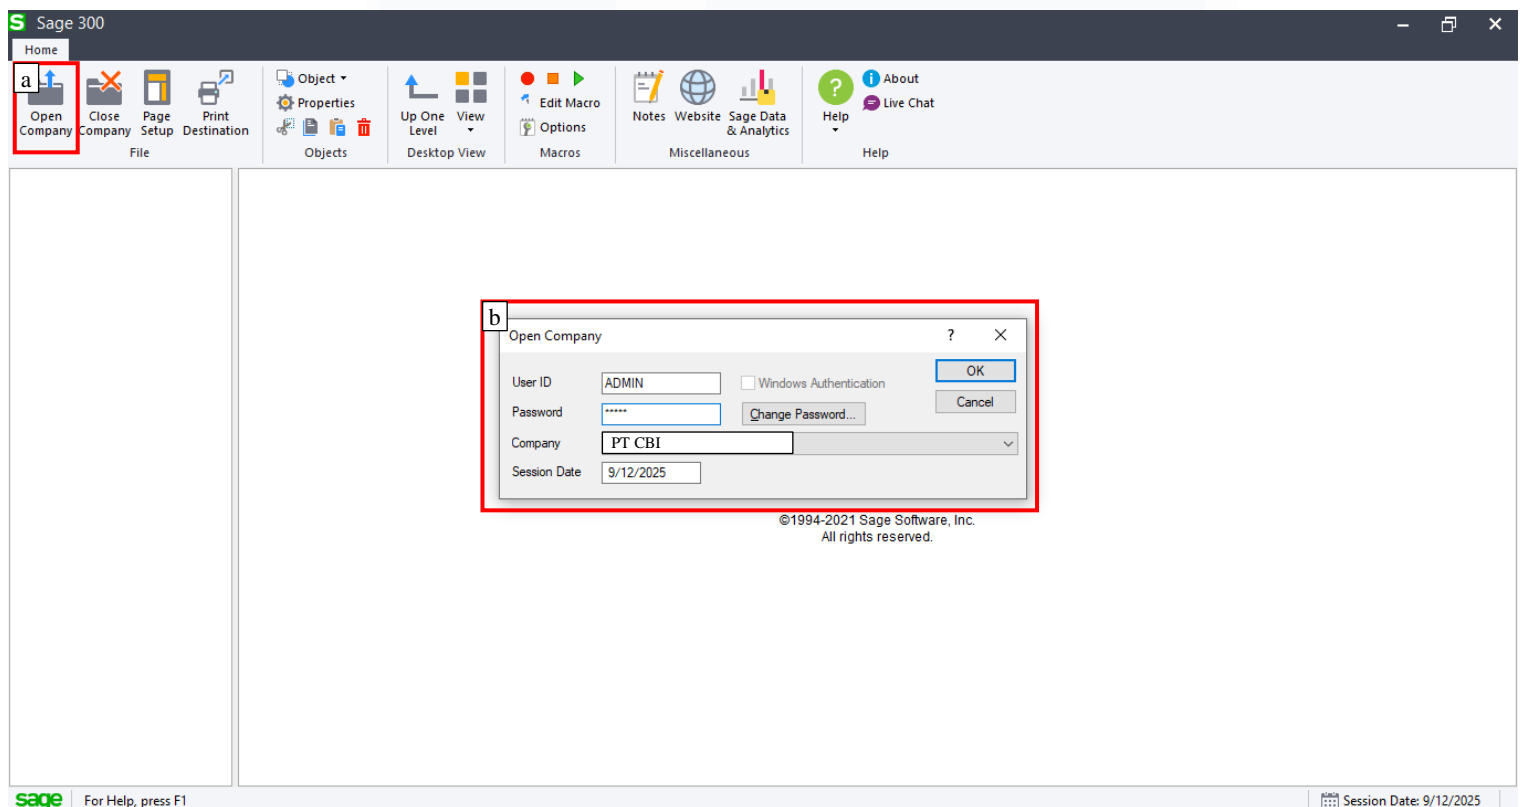 S Sage 300
Home
a
Open Company
Close Company
Page Setup
Print Destination
File
Object
Properties
Objects
Up One Level
View
Desktop View
Edit Macro
Options
Macros
Notes
Website
Sage Data & Analytics
Miscellaneous
Help
About
Live Chat
Help
b
Open Company
User ID ADMIN Windows Authentication OK
Password ***** Change Password... Cancel
Company PT CBI
Session Date 9/12/2025
©1994-2021 Sage Software, Inc.
All rights reserved.
sage For Help, press F1 Session Date: 9/12/2025